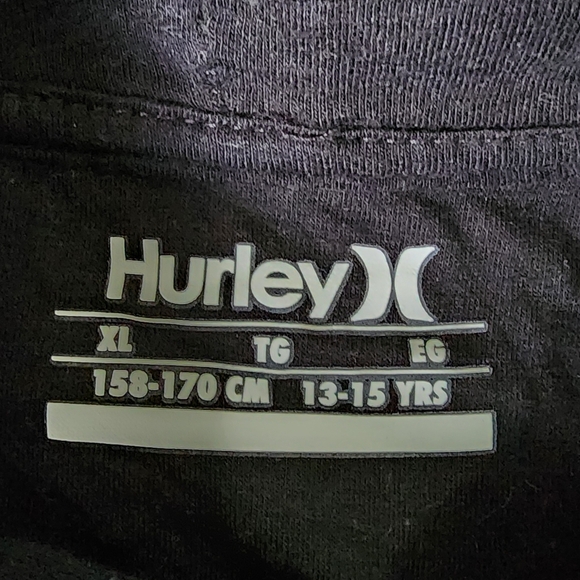 Hurley
XL TG EG
158-170 CM 13-15 YRS